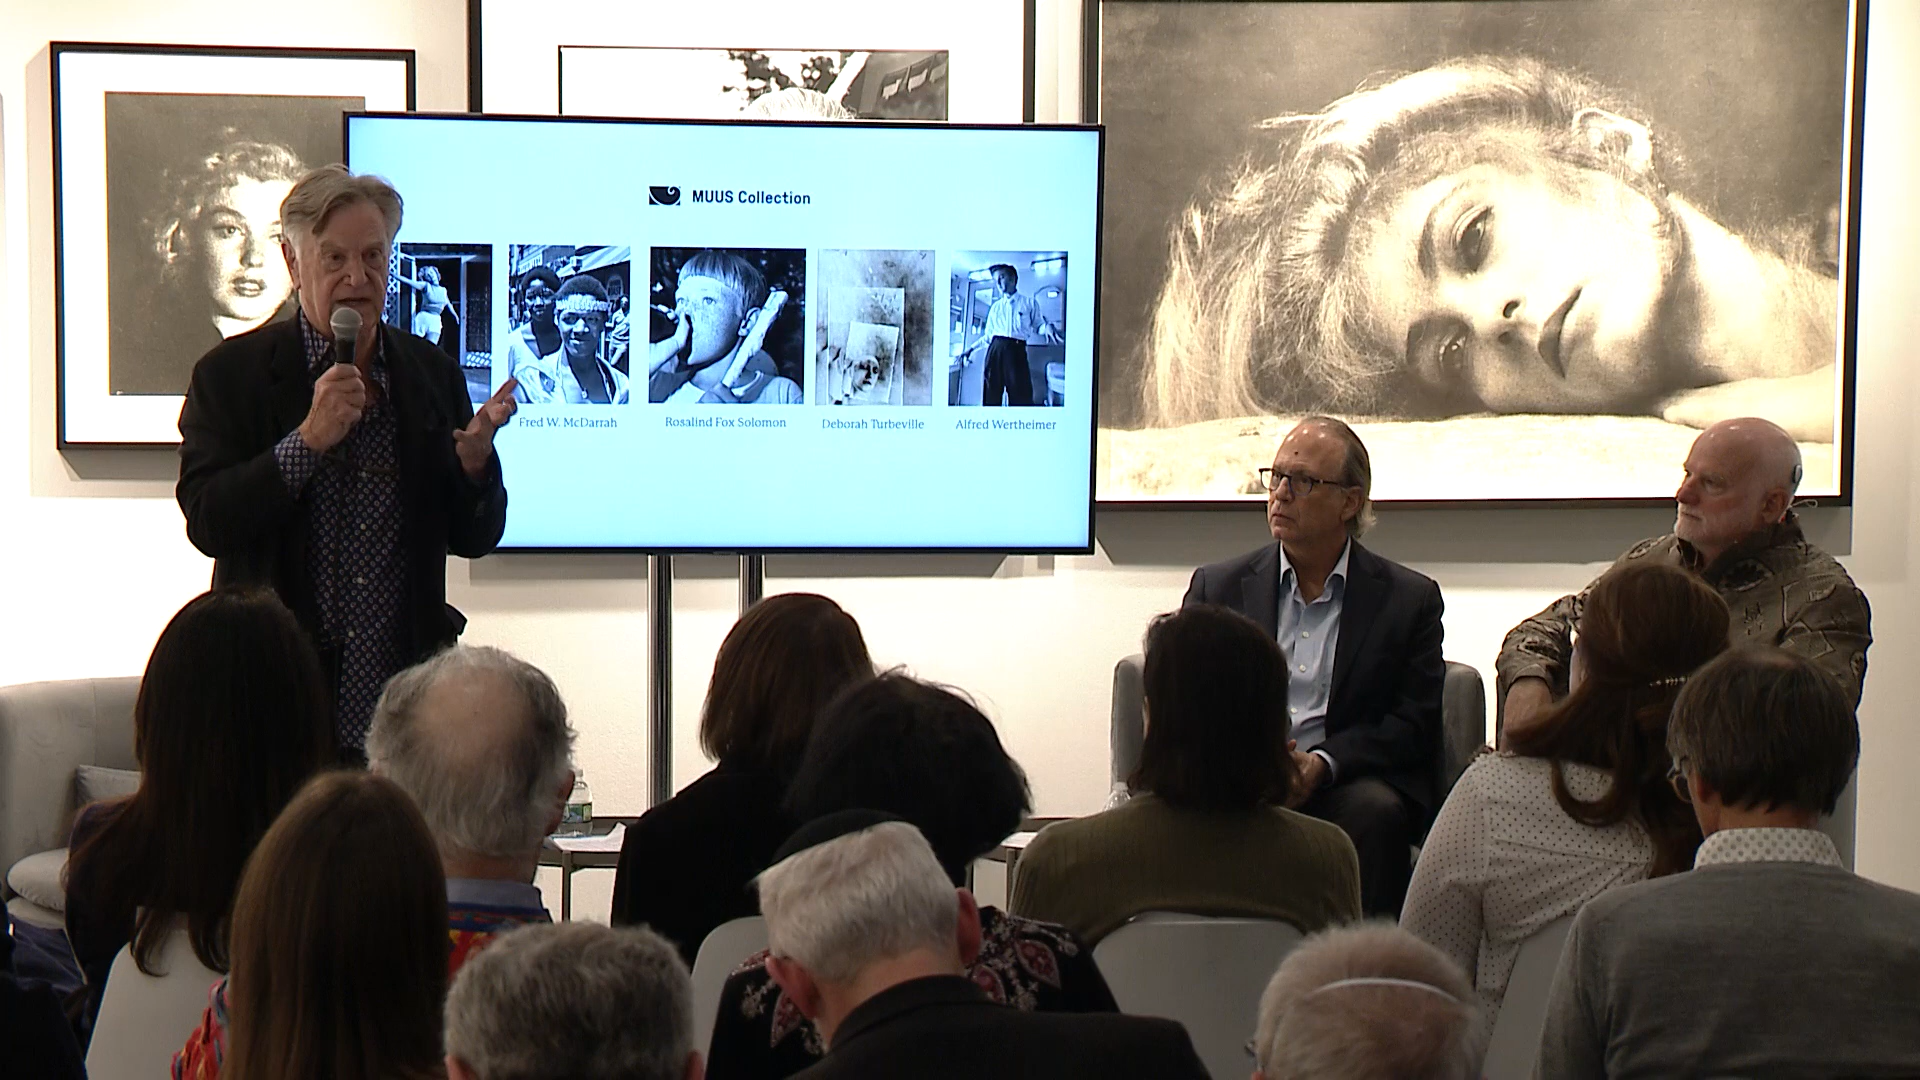 MUUS Collection
Fred W. McDarrah
Rosalind Fox Solomon
Deborah Turbeville
Alfred Wertheimer